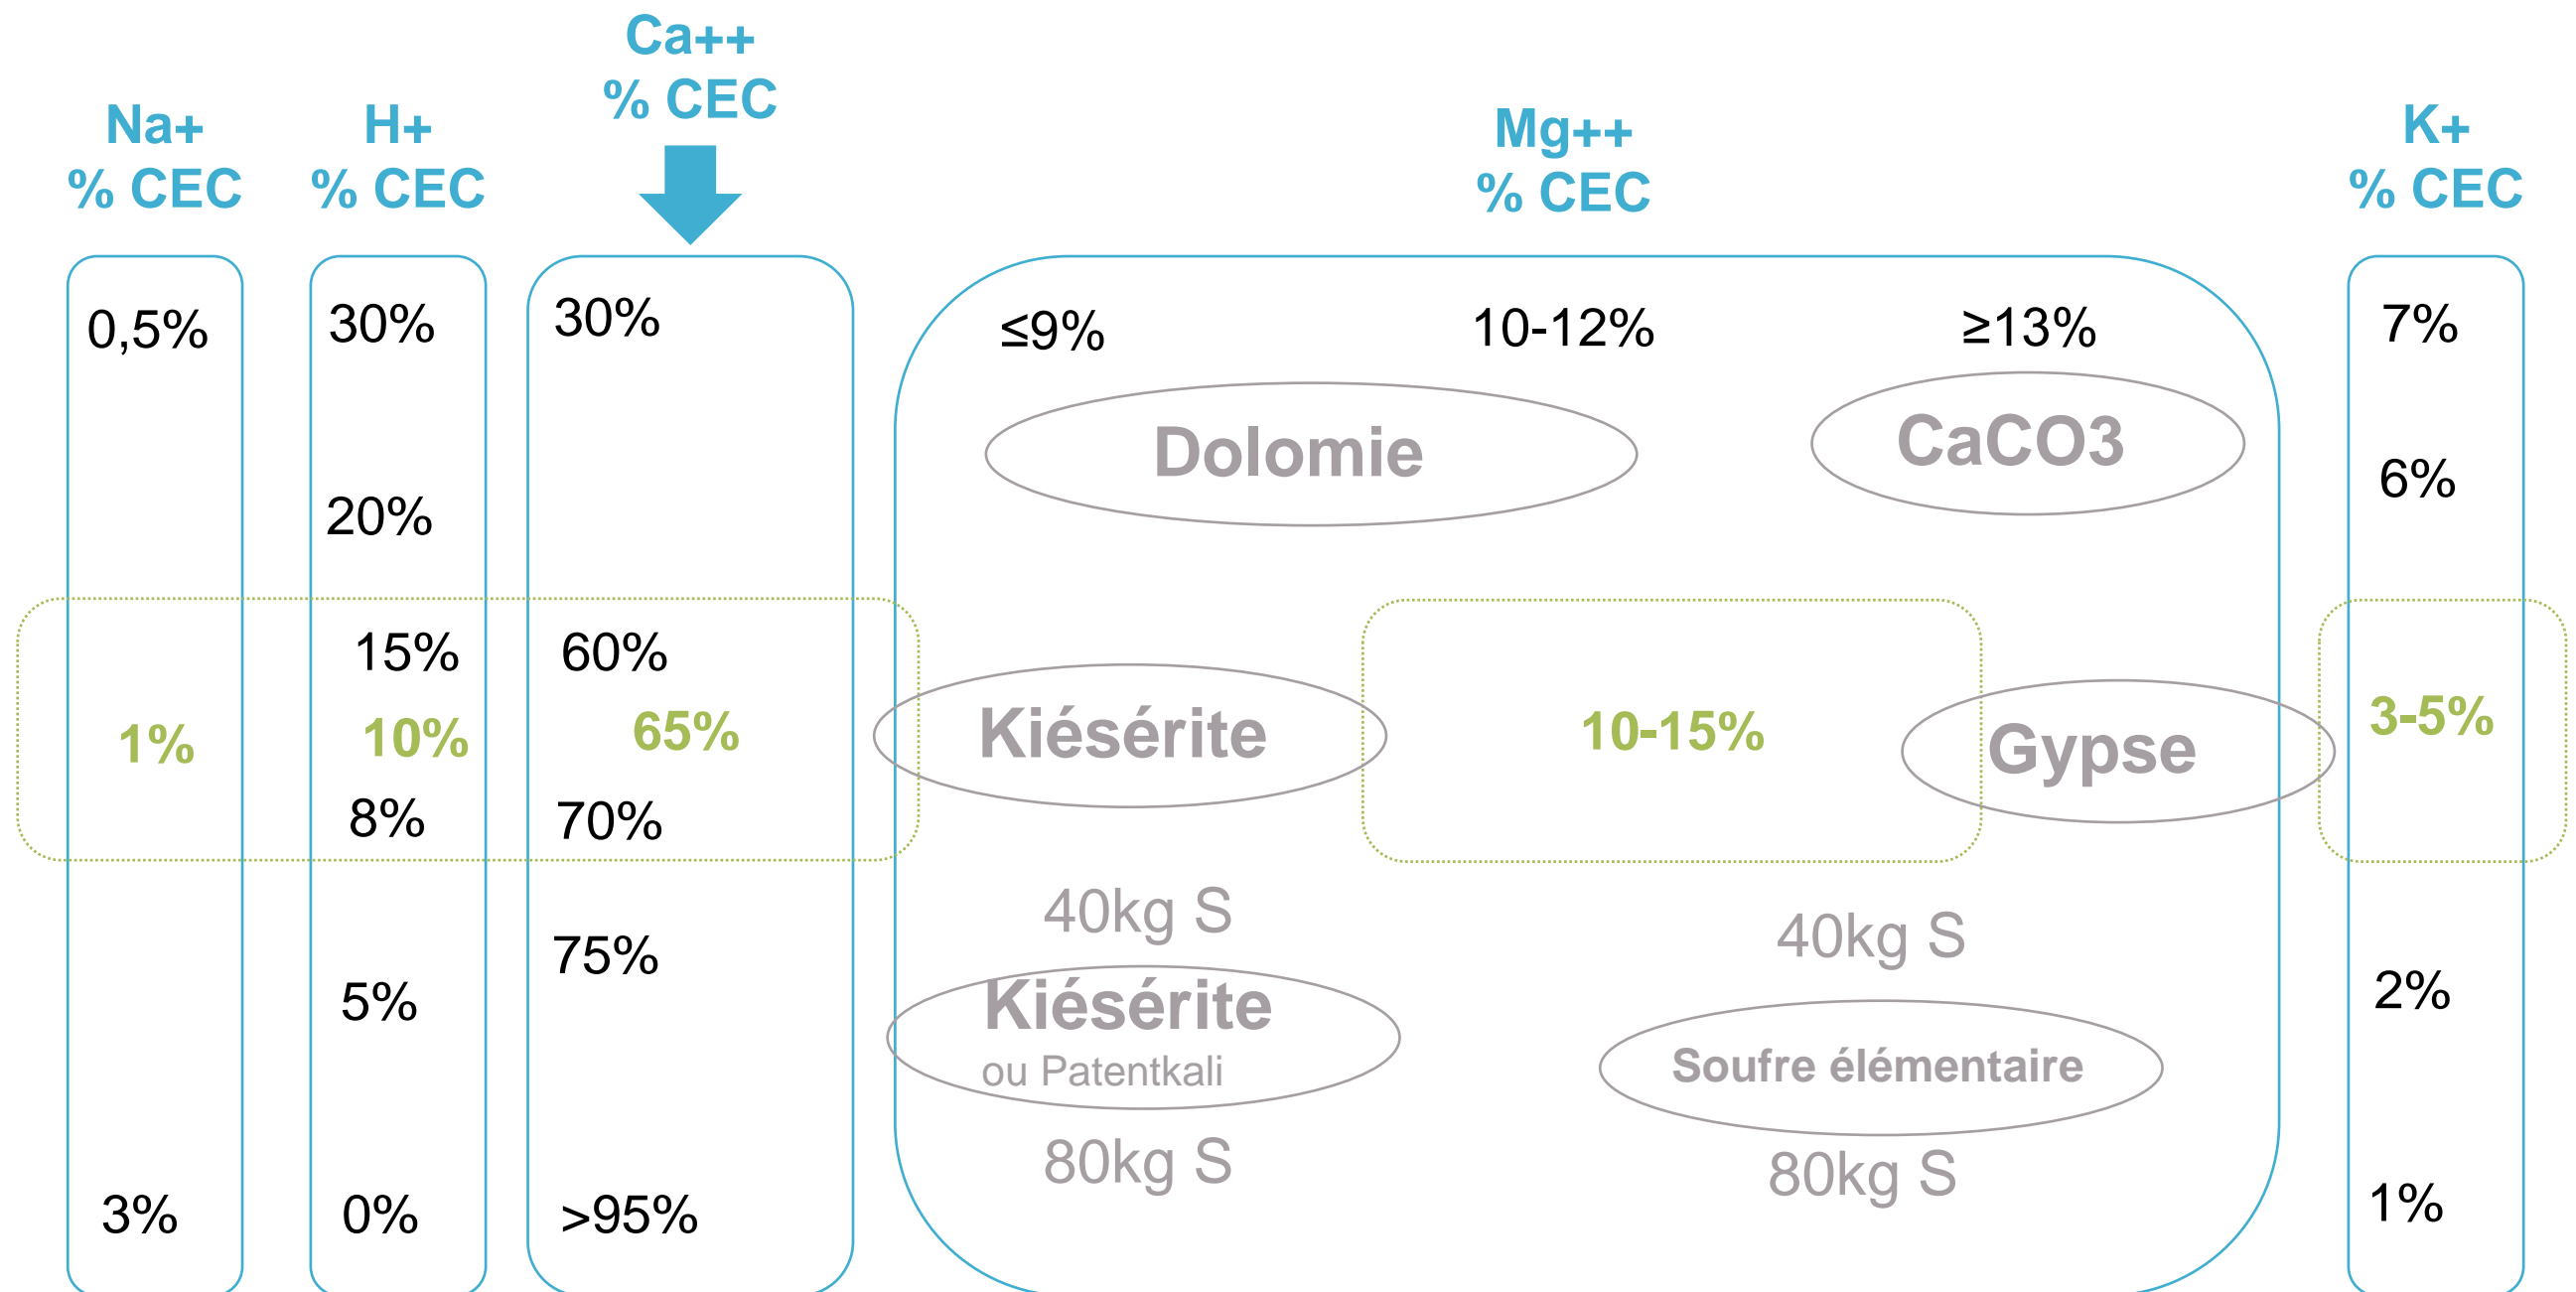 Na+
% CEC
H+
% CEC
Ca++
% CEC
Mg++
% CEC
K+
% CEC
0,5%
30%
30%
≤9%
10-12%
≥13%
7%
Dolomie
CaCO3
20%
6%
15%
60%
1%
10%
65%
Kiésérite
10-15%
Gypse
3-5%
8%
70%
40kg S
40kg S
75%
5%
Kiésérite
ou Patentkali
Soufre élémentaire
2%
80kg S
80kg S
3%
0%
>95%
1%